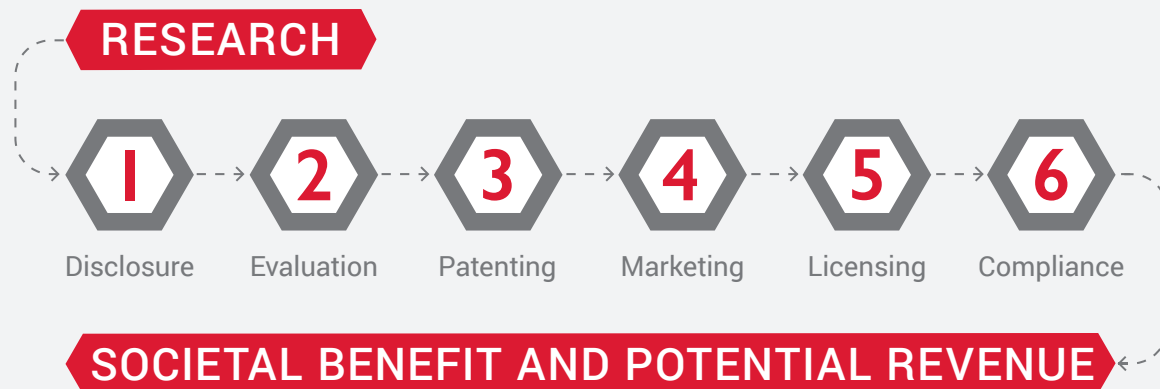 RESEARCH
1 2 3 4 5 6
Disclosure Evaluation Patenting Marketing Licensing Compliance
SOCIETAL BENEFIT AND POTENTIAL REVENUE